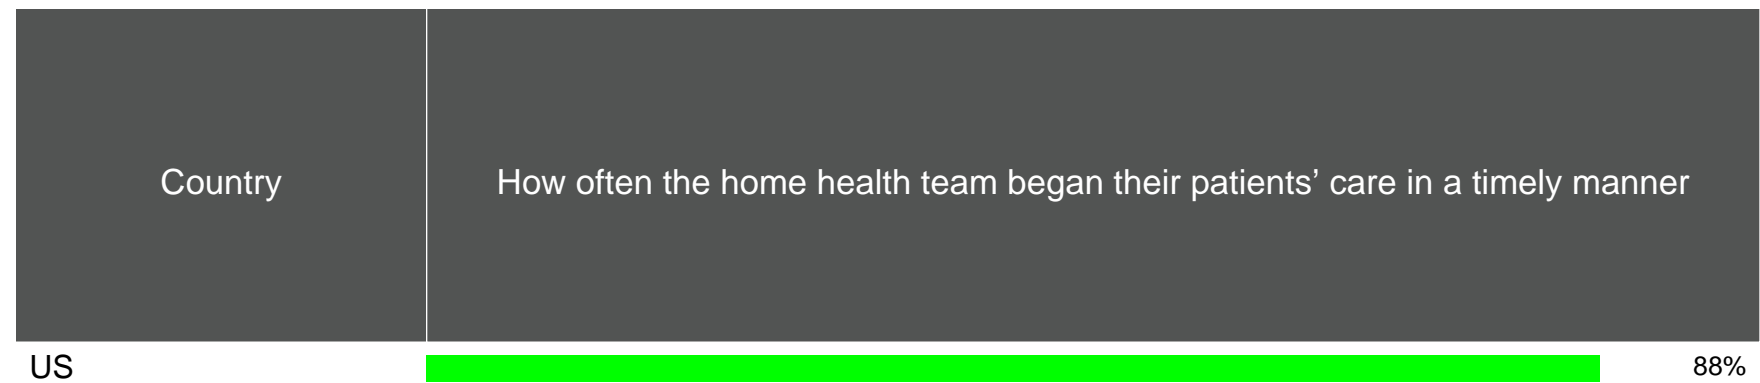 Country
How often the home health team began their patients’ care in a timely manner
US
88%